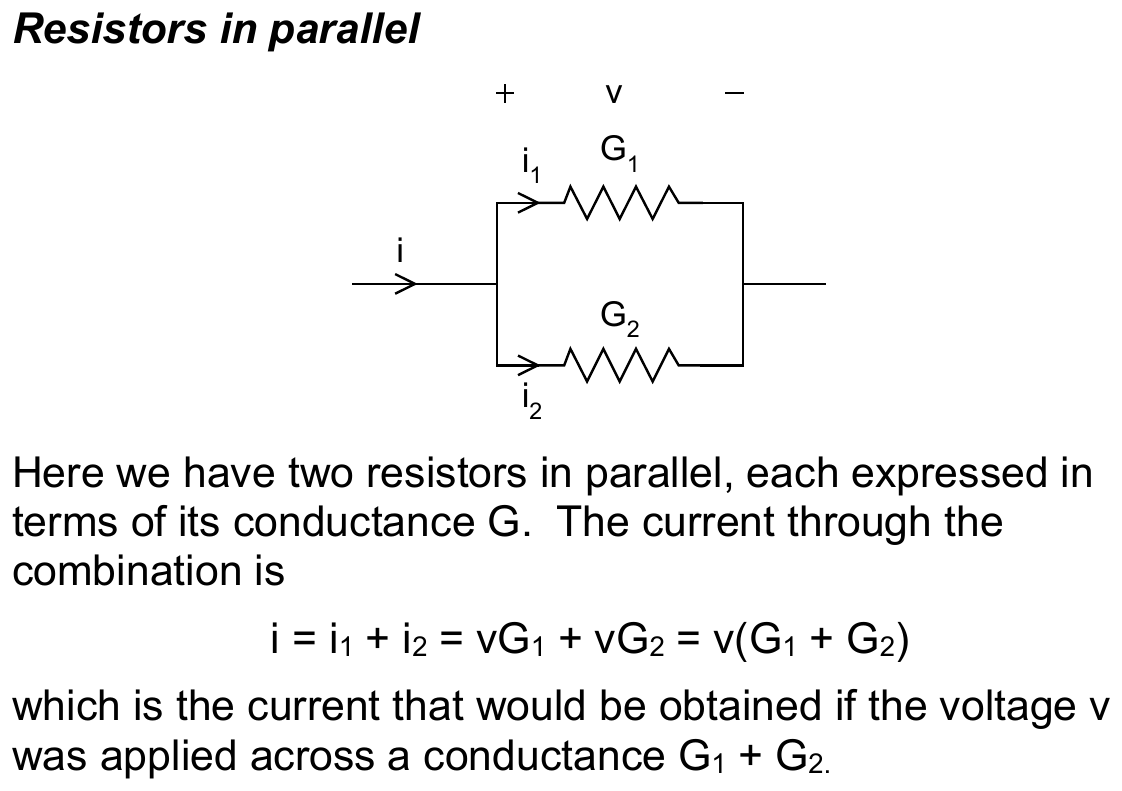 Resistors in parallel
+ v −
i₁ G₁
i
G₂
i₂
Here we have two resistors in parallel, each expressed in
terms of its conductance G. The current through the
combination is
i = i₁ + i₂ = vG₁ + vG₂ = v(G₁ + G₂)
which is the current that would be obtained if the voltage v
was applied across a conductance G₁ + G₂.